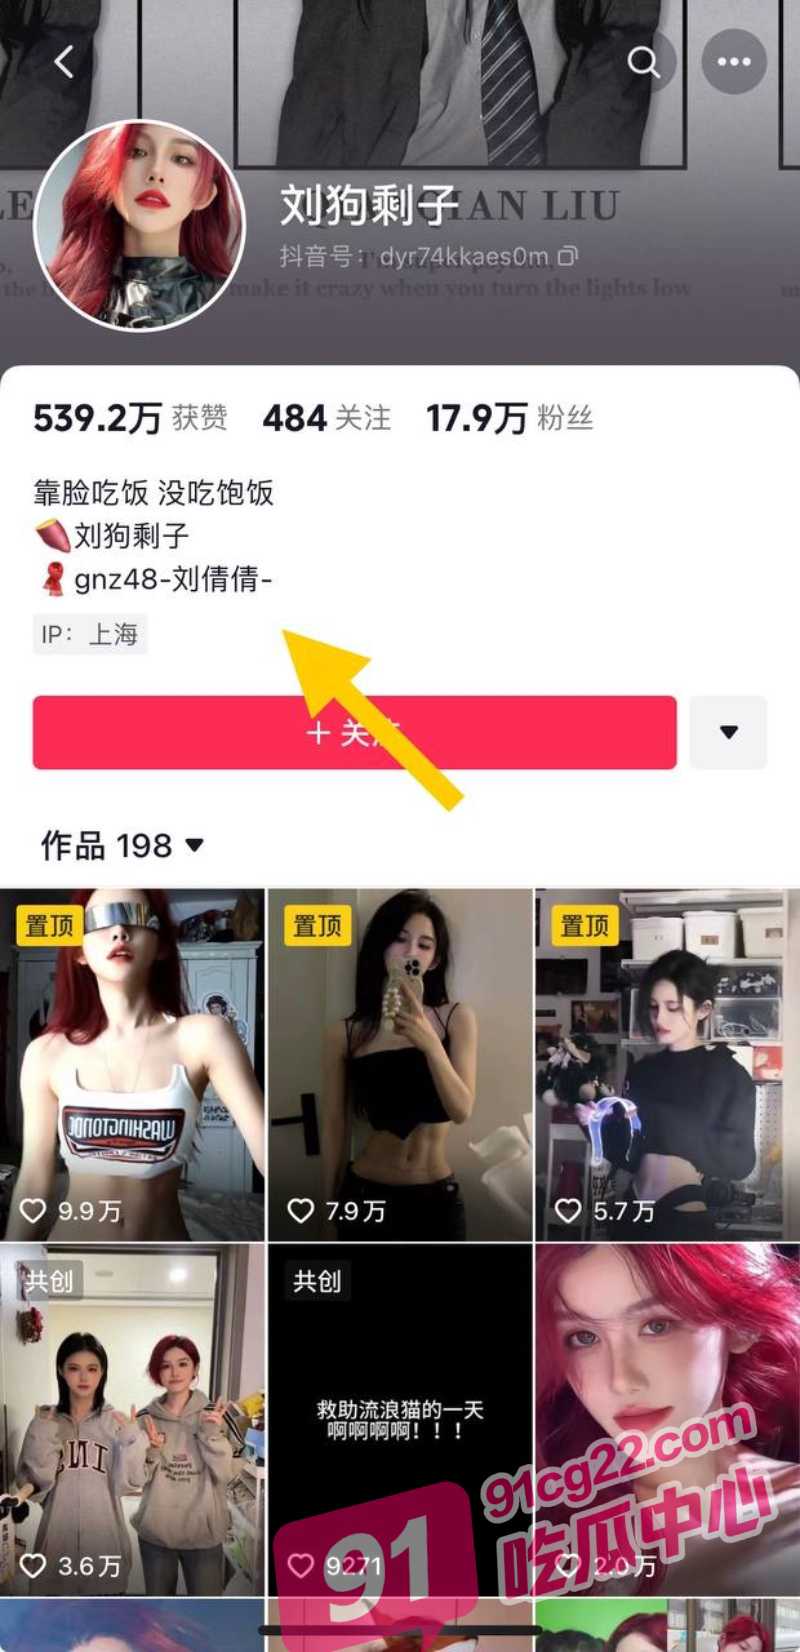 QIAN LIU
刘狗剩子
抖音号：dyr74kkaes0m
make it crazy when you turn the lights low
539.2万 获赞 484 关注 17.9万 粉丝
靠脸吃饭 没吃饱饭
刘狗剩子
gnz48-刘倩倩-
IP：上海
+ 关注
作品 198
置顶
置顶
置顶
WASHINGTONDC
9.9万
7.9万
5.7万
共创
共创
救助流浪猫的一天
啊啊啊啊！！！
3.6万
9271
2.0万
91
91cg22.com
吃瓜中心